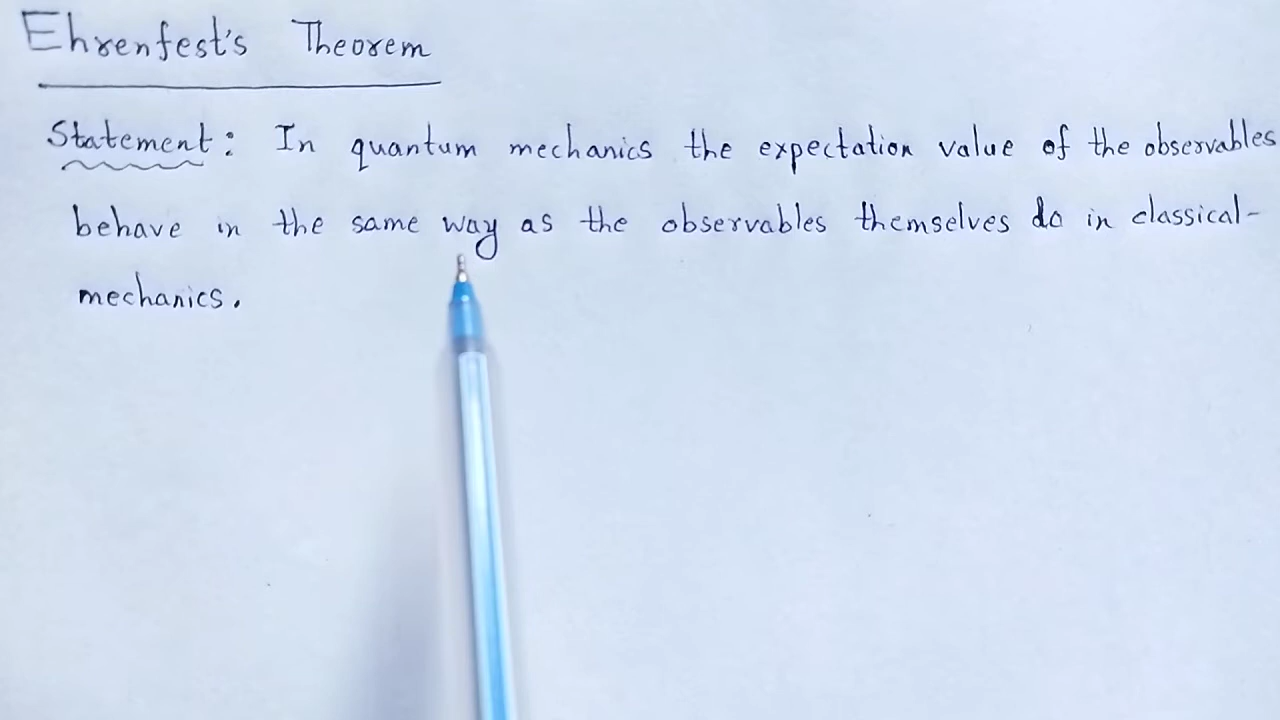 Ehrenfest's Theorem
Statement: In quantum mechanics the expectation value of the observables
behave in the same way as the observables themselves do in classical-
mechanics.